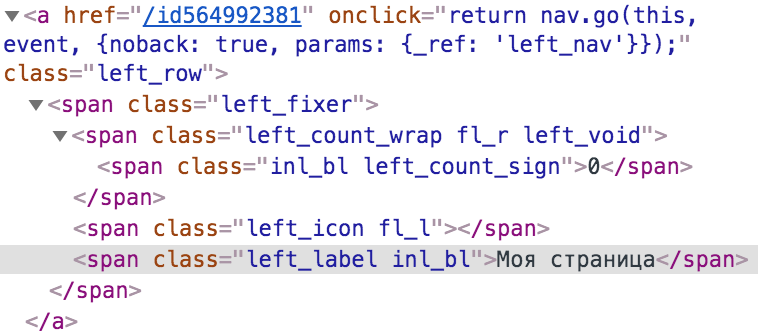 <a href="/id564992381" onclick="return nav.go(this,
event, {noback: true, params: {_ref: 'left_nav'}});"
class="left_row">
<span class="left_fixer">
<span class="left_count_wrap fl_r left_void">
<span class="inl_bl left_count_sign">0</span>
</span>
<span class="left_icon fl_l"></span>
<span class="left_label inl_bl">Моя страница</span>
</span>
</a>